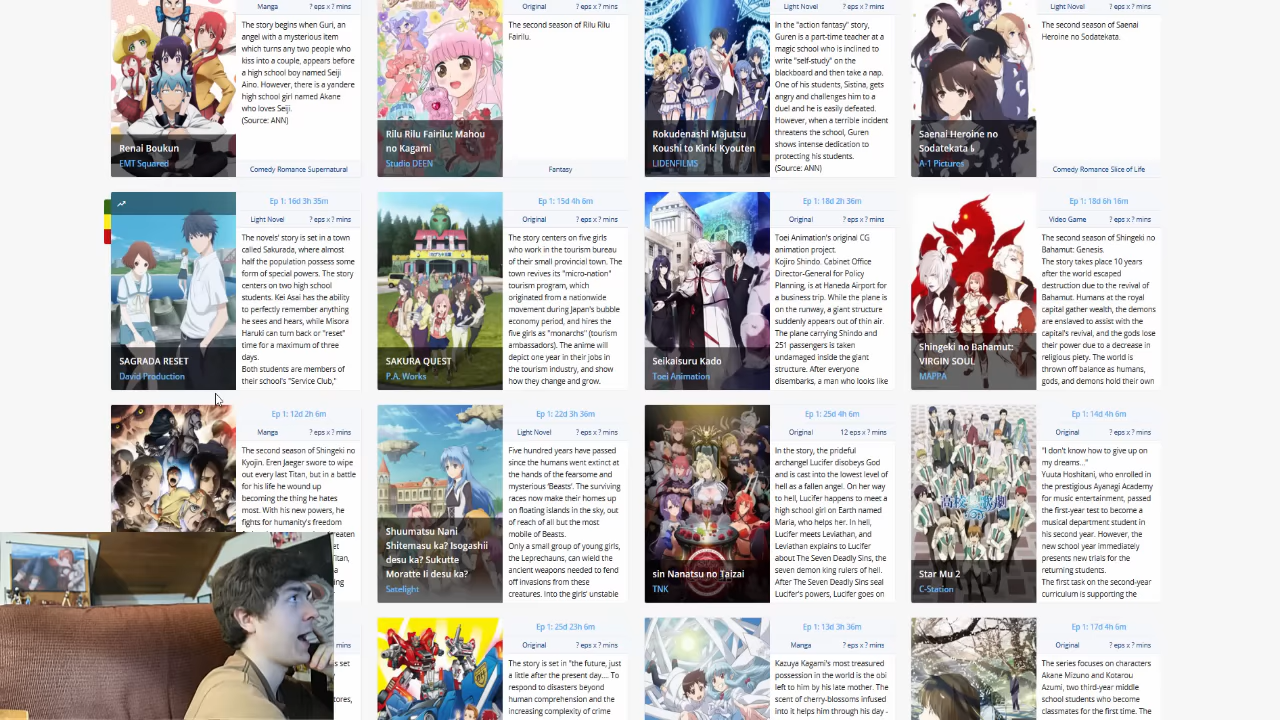 Manga ? eps x ? mins
The story begins when Guri, an
angel with a mysterious item
which turns any two people who
kiss into a couple, appears before
a high school boy named Seiji
Aino. However, there is a yandere
high school girl named Akane
who loves Seiji.
(Source: ANN)
Renai Boukun
EMT Squared
Comedy Romance Supernatural
Original ? eps x ? mins
The second season of Rilu Rilu
Fairilu.
Rilu Rilu Fairilu: Mahou
no Kagami
Studio DEEN
Fantasy
Light Novel ? eps x ? mins
In the "action fantasy" story,
Guren is a part-time teacher at a
magic school who is inclined to
write "self-study" on the
blackboard and then take a nap.
One of his students, Sistina, gets
angry and challenges him to a
duel and he is easily defeated.
However, when a terrible incident
threatens the school, Guren
shows intense dedication to
protecting his students.
(Source: ANN)
Rokudenashi Majutsu
Koushi to Kinki Kyouten
LIDENFILMS
Light Novel ? eps x ? mins
The second season of Saenai
Heroine no Sodatekata.
Saenai Heroine no
Sodatekata ♭
A-1 Pictures
Comedy Romance Slice of Life
Ep 1: 16d 3h 35m
Light Novel ? eps x ? mins
The novels' story is set in a town
called Sakurada, where almost
half the population possess some
form of special powers. The story
centers on two high school
students. Kei Asai has the ability
to perfectly remember anything
he sees and hears, while Misora
Haruki can turn back or "reset"
time for a maximum of three
days.
Both students are members of
their school's "Service Club,"
SAGRADA RESET
David Production
Ep 1: 15d 4h 6m
Original ? eps x ? mins
The story centers on five girls
who work in the tourism bureau
of their small provincial town. The
town revives its "micro-nation"
tourism program, which
originated from a nationwide
movement during Japan's bubble
economy period, and hires the
five girls as "monarchs" (tourism
ambassadors). The anime will
depict one year in their jobs in
the tourism industry, and show
how they change and grow.
SAKURA QUEST
P.A. Works
Ep 1: 18d 2h 36m
Original ? eps x ? mins
Toei Animation's original CG
animation project.
Kojiro Shindo, Cabinet Office
Director-General for Policy
Planning, is at Haneda Airport for
a business trip. While the plane is
on the runway, a giant structure
suddenly appears out of thin air.
The plane carrying Shindo and
251 passengers is taken
undamaged inside the giant
structure. After everyone
disembarks, a man who looks like
Seikaisuru Kado
Toei Animation
Ep 1: 18d 6h 16m
Video Game ? eps x ? mins
The second season of Shingeki no
Bahamut: Genesis.
The story takes place 10 years
after the world escaped
destruction due to the revival of
Bahamut. Humans at the royal
capital gather wealth, the demons
are enslaved to assist with the
capital's revival, and the gods lose
their power due to a decrease in
religious piety. The world is
thrown off balance as humans,
gods, and demons hold their own
Shingeki no Bahamut:
VIRGIN SOUL
MAPPA
Ep 1: 12d 2h 6m
Manga ? eps x ? mins
The second season of Shingeki no
Kyojin. Eren Jaeger swore to wipe
out every last Titan, but in a battle
for his life he wound up
becoming the thing he hates
most. With his new powers, he
fights for humanity's freedom
Ep 1: 22d 3h 36m
Light Novel ? eps x ? mins
Five hundred years have passed
since the humans went extinct at
the hands of the fearsome and
mysterious 'Beasts'. The surviving
races now make their homes up
on floating islands in the sky, out
of reach of all but the most
mobile of Beasts.
Only a small group of young girls,
the Leprechauns, can wield the
ancient weapons needed to fend
off invasions from these
creatures. Into the girls' unstable
Shuumatsu Nani
Shitemasu ka? Isogashii
desu ka? Sukutte
Moratte Ii desu ka?
Satelight
Ep 1: 25d 4h 6m
Original 12 eps x ? mins
In the story, the prideful
archangel Lucifer disobeys God
and is cast into the lowest level of
hell as a fallen angel. On her way
to hell, Lucifer happens to meet a
high school girl on Earth named
Maria, who helps her. In hell,
Lucifer meets Leviathan, and
Leviathan explains to Lucifer
about The Seven Deadly Sins, the
seven demon king rulers of hell.
After The Seven Deadly Sins seal
Lucifer's powers, Lucifer goes on
sin Nanatsu no Taizai
TNK
Ep 1: 14d 4h 6m
Original ? eps x ? mins
"I don't know how to give up on
my dreams..."
Yuuta Hoshitani, who enrolled in
the prestigious Ayanagi Academy
for music entertainment, passed
the first-year test to become a
musical department student in
his second year. However, the
new school year immediately
presents new trials for the
returning students.
The first task on the second-year
curriculum is supporting the
Star Mu 2
C-Station
Ep 1: 25d 23h 6m
Original ? eps x ? mins
The story is set in "the future, just
a little after the present day.... To
respond to disasters beyond
human comprehension and the
increasing complexity of crime
Ep 1: 13d 3h 36m
Manga ? eps x ? mins
Kazuya Kagami's most treasured
possession in the world is the obi
left to him by his late mother. The
scent of cherry-blossoms infused
into it helps him through his day -
Ep 1: 17d 4h 6m
Original ? eps x ? mins
The series focuses on characters
Akane Mizuno and Kotarou
Azumi, two third-year middle
school students who become
classmates for the first time. The